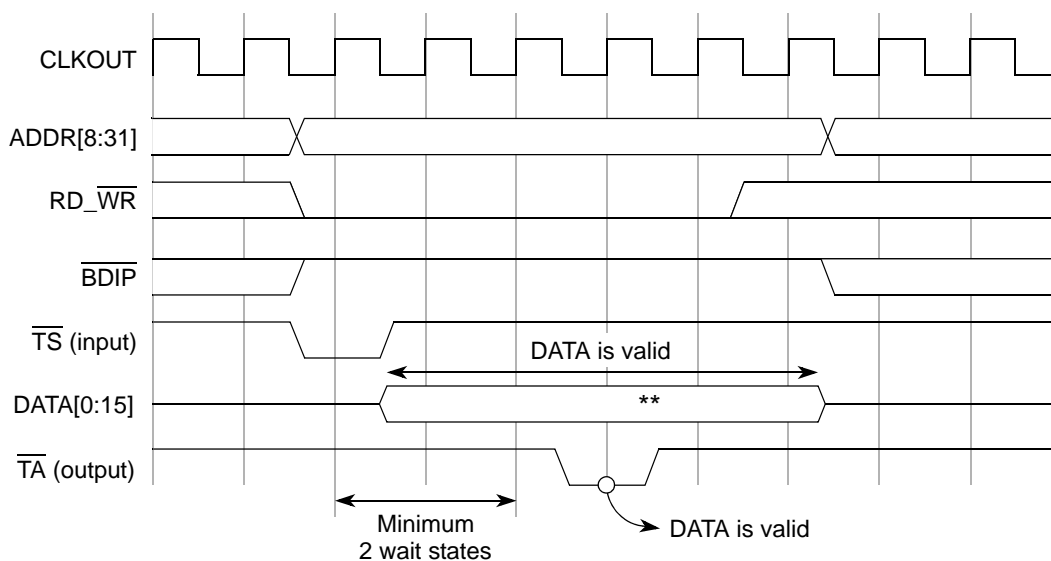 CLKOUT
ADDR[8:31]
RD_WR
BDIP
TS (input)
DATA is valid
DATA[0:15]
**
TA (output)
Minimum
2 wait states
DATA is valid